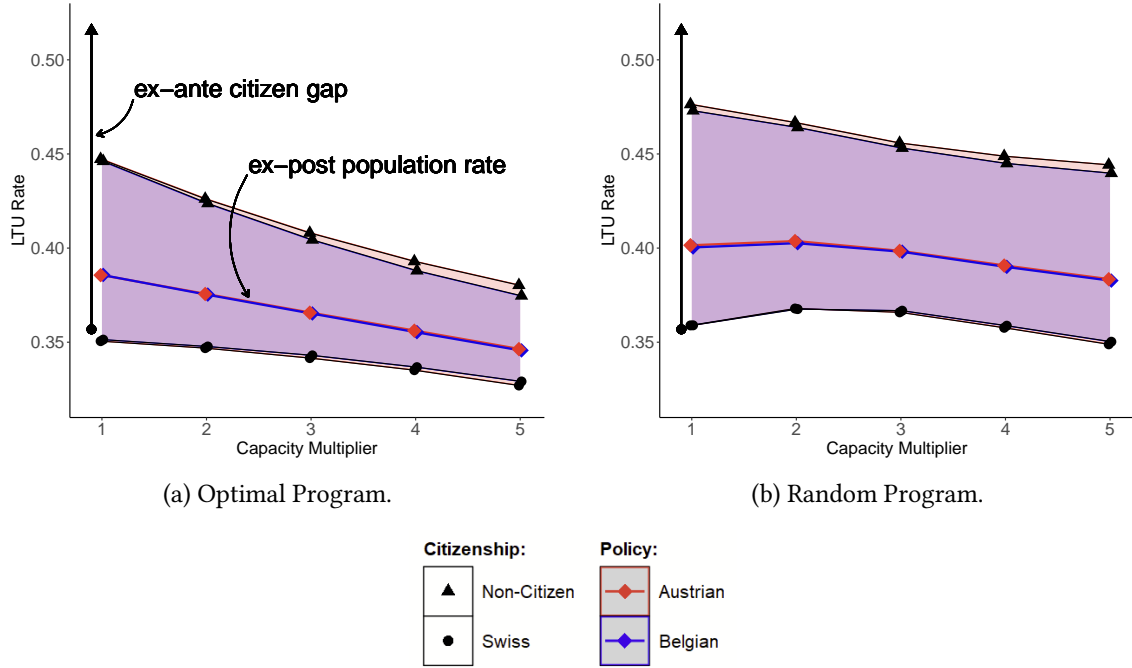 0.50
0.45
0.40
0.35
LTU Rate
ex-ante citizen gap
ex-post population rate
1 2 3 4 5
Capacity Multiplier
(a) Optimal Program.
0.50
0.45
0.40
0.35
LTU Rate
1 2 3 4 5
Capacity Multiplier
(b) Random Program.
Citizenship:
Non-Citizen
Swiss
Policy:
Austrian
Belgian